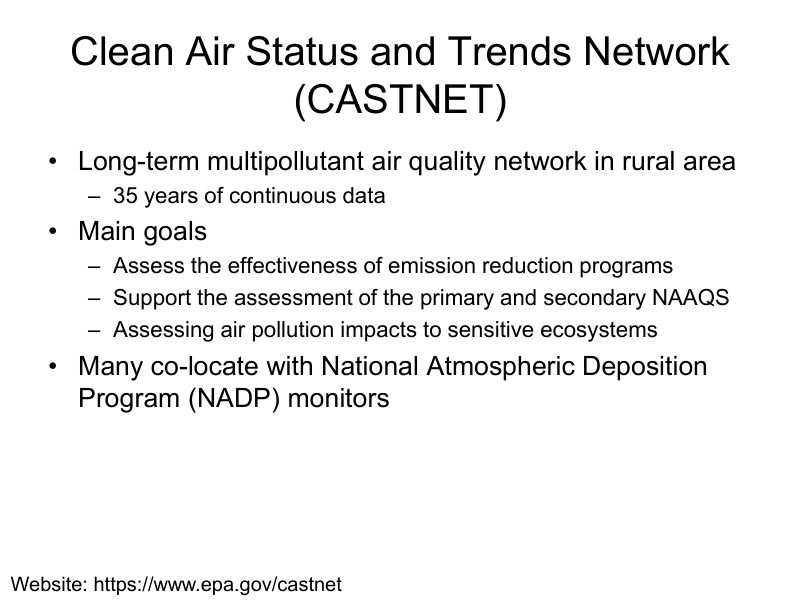 Clean Air Status and Trends Network
(CASTNET)
• Long-term multipollutant air quality network in rural area
– 35 years of continuous data
• Main goals
– Assess the effectiveness of emission reduction programs
– Support the assessment of the primary and secondary NAAQS
– Assessing air pollution impacts to sensitive ecosystems
• Many co-locate with National Atmospheric Deposition
Program (NADP) monitors
Website: https://www.epa.gov/castnet